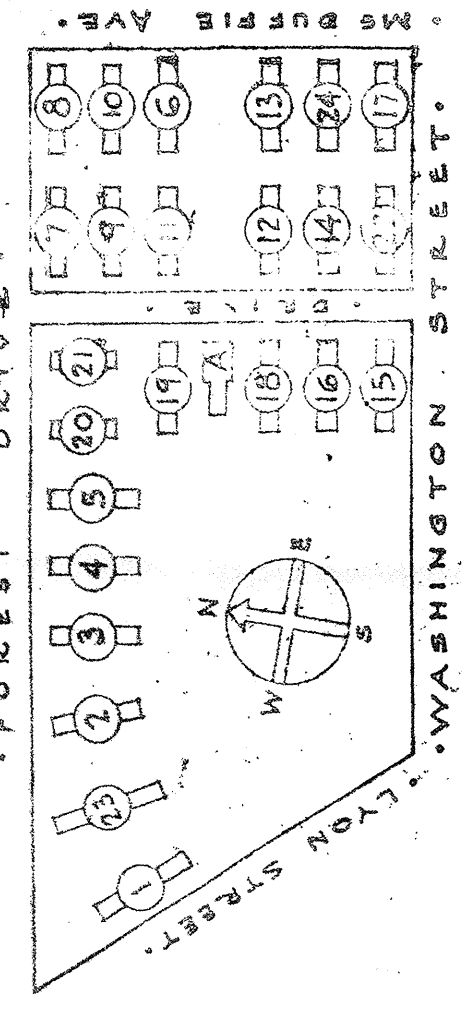 . McDUFFIE AVE.
8 10 6 13 24 17
7 9 11 12 14
. DRIVE .
21 19 A 18 16 15
20
5
4
3
2
23
1
N E S W
. FOREST DRIVE .
. WASHINGTON . STREET .
. LYON STREET .